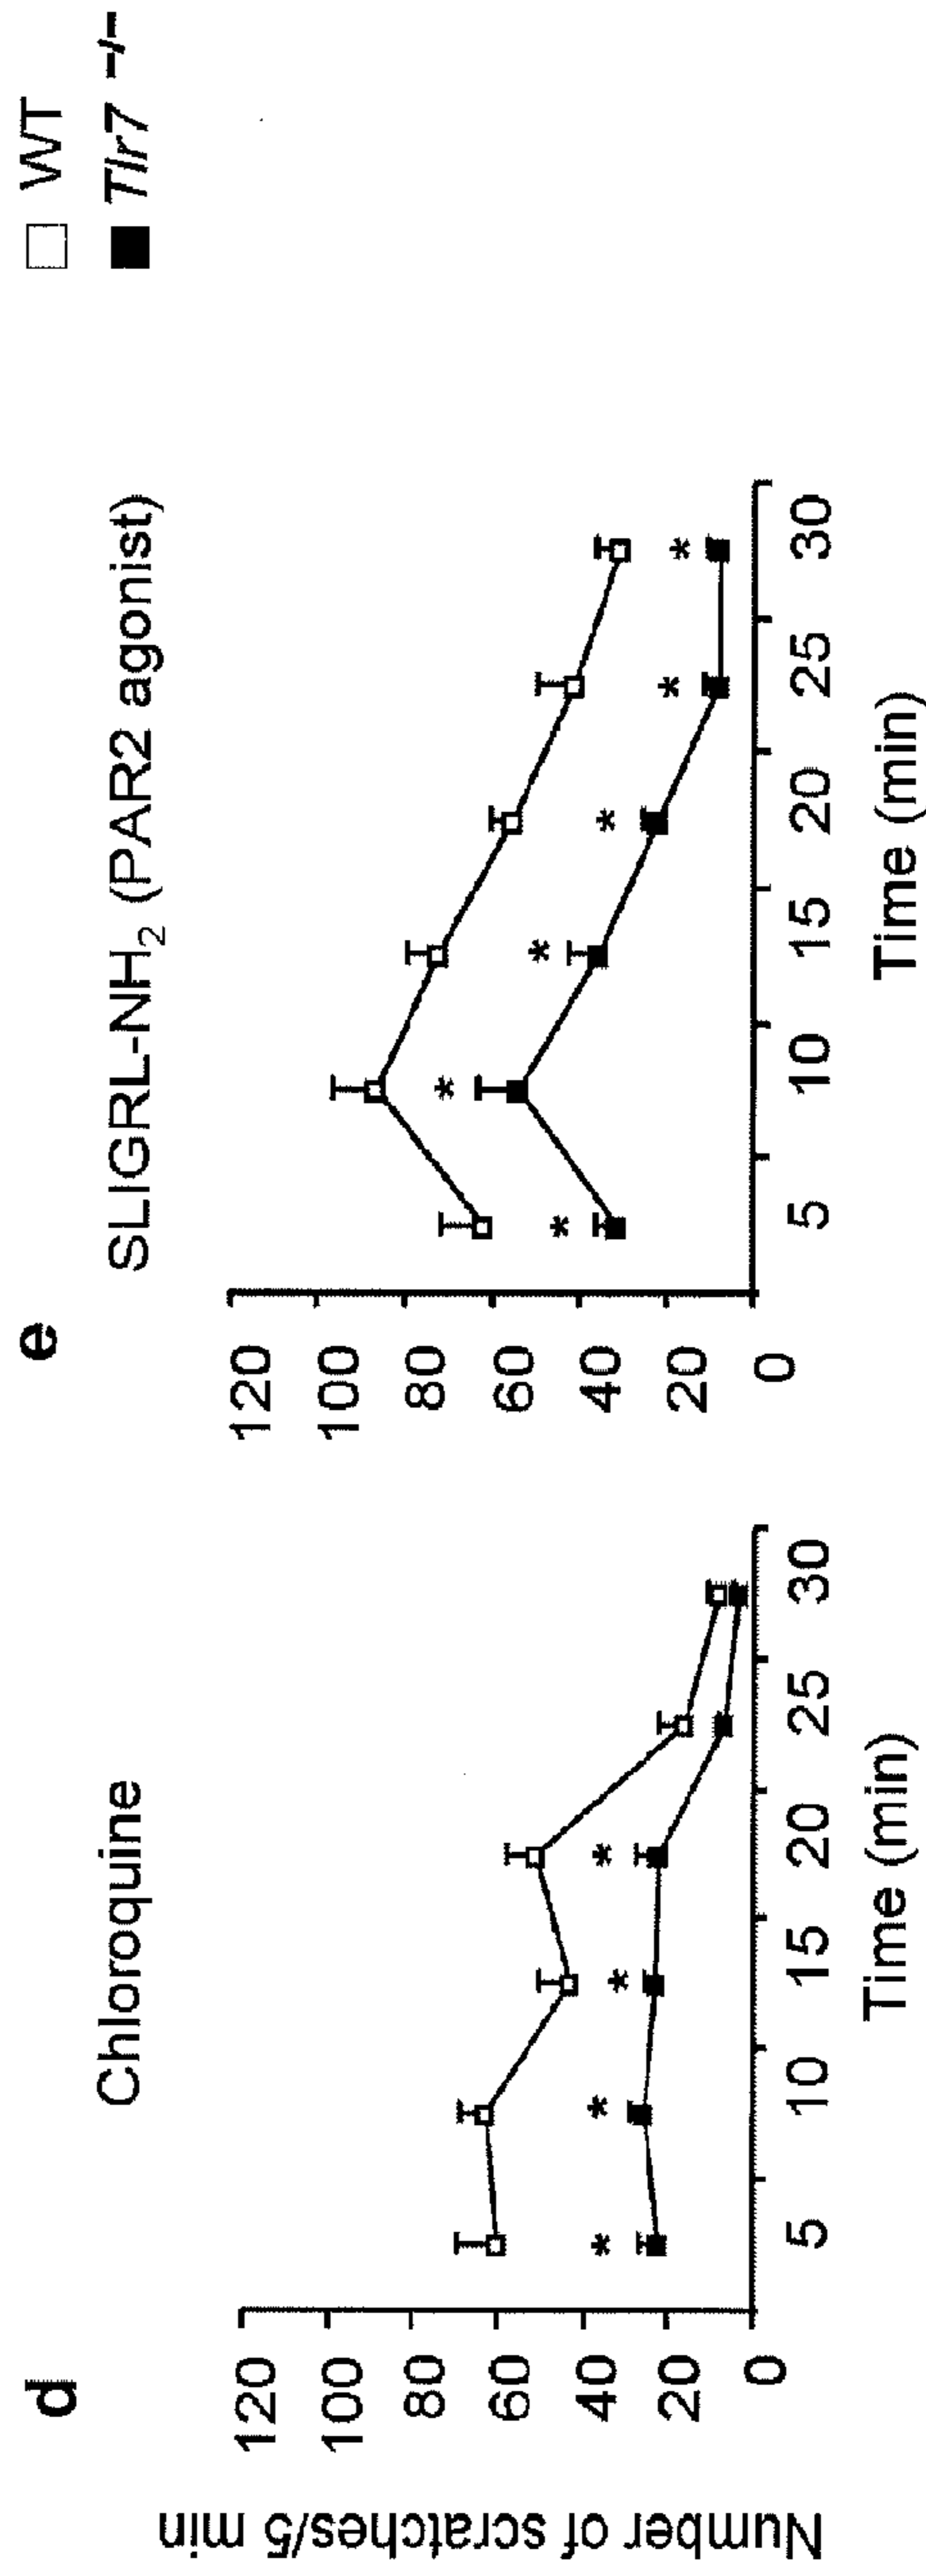 WT
Tlr7 −/−
d
Chloroquine
Number of scratches/5 min
120
100
80
60
40
20
0
5 10 15 20 25 30
Time (min)
* * * *
e
SLIGRL-NH2 (PAR2 agonist)
120
100
80
60
40
20
0
5 10 15 20 25 30
Time (min)
* * * * * *